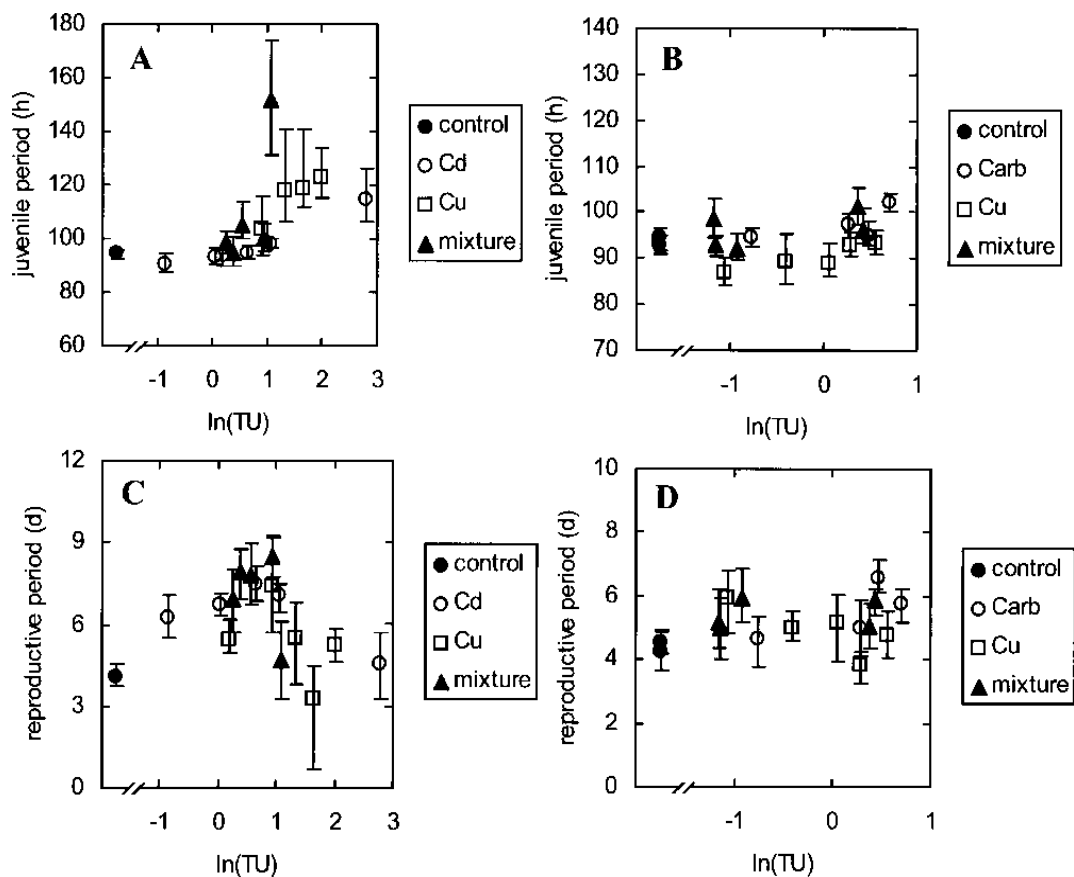 A
juvenile period (h)
180
160
140
120
100
80
60
-1 0 1 2 3
ln(TU)
control
Cd
Cu
mixture
B
juvenile period (h)
140
130
120
110
100
90
80
70
-1 0 1
ln(TU)
control
Carb
Cu
mixture
C
reproductive period (d)
12
9
6
3
0
-1 0 1 2 3
ln(TU)
control
Cd
Cu
mixture
D
reproductive period (d)
10
8
6
4
2
0
-1 0 1
ln(TU)
control
Carb
Cu
mixture